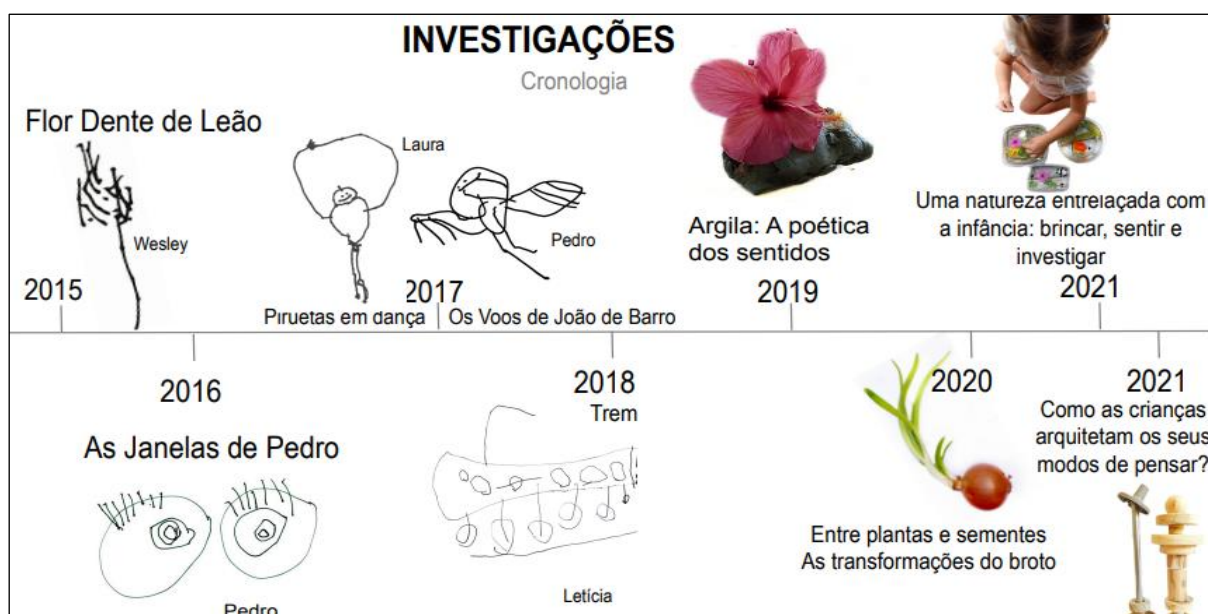 INVESTIGAÇÕES
Cronologia
Flor Dente de Leão
Wesley
2015
Laura
Pedro
2017
Piruetas em dança
Os Voos de João de Barro
Argila: A poética
dos sentidos
2019
Uma natureza entrelaçada com
a infância: brincar, sentir e
investigar
2021
2016
As Janelas de Pedro
Pedro
2018
Trem
Letícia
2020
Entre plantas e sementes
As transformações do broto
2021
Como as crianças
arquitetam os seus
modos de pensar?